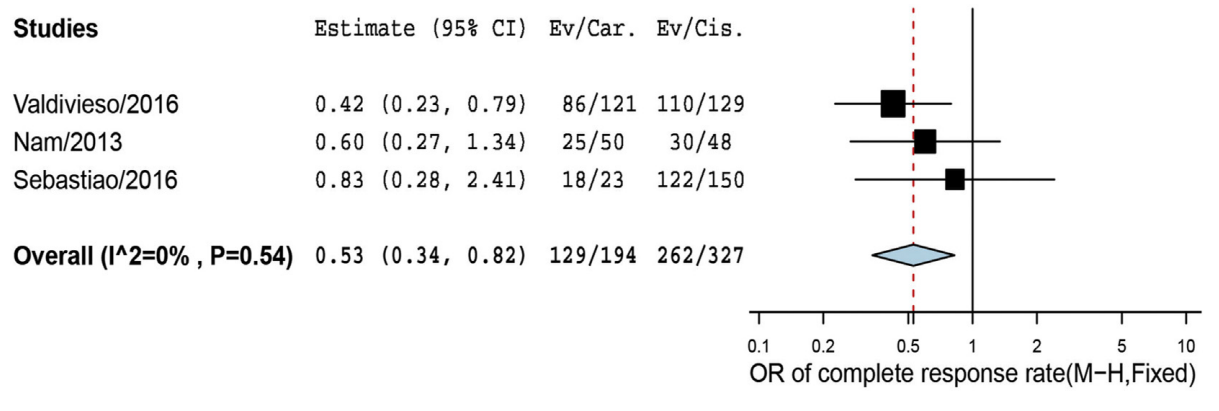 Studies Estimate (95% CI) Ev/Car. Ev/Cis.
Valdivieso/2016 0.42 (0.23, 0.79) 86/121 110/129
Nam/2013 0.60 (0.27, 1.34) 25/50 30/48
Sebastiao/2016 0.83 (0.28, 2.41) 18/23 122/150
Overall (I^2=0% , P=0.54) 0.53 (0.34, 0.82) 129/194 262/327
0.1 0.2 0.5 1 2 5 10
OR of complete response rate(M−H,Fixed)